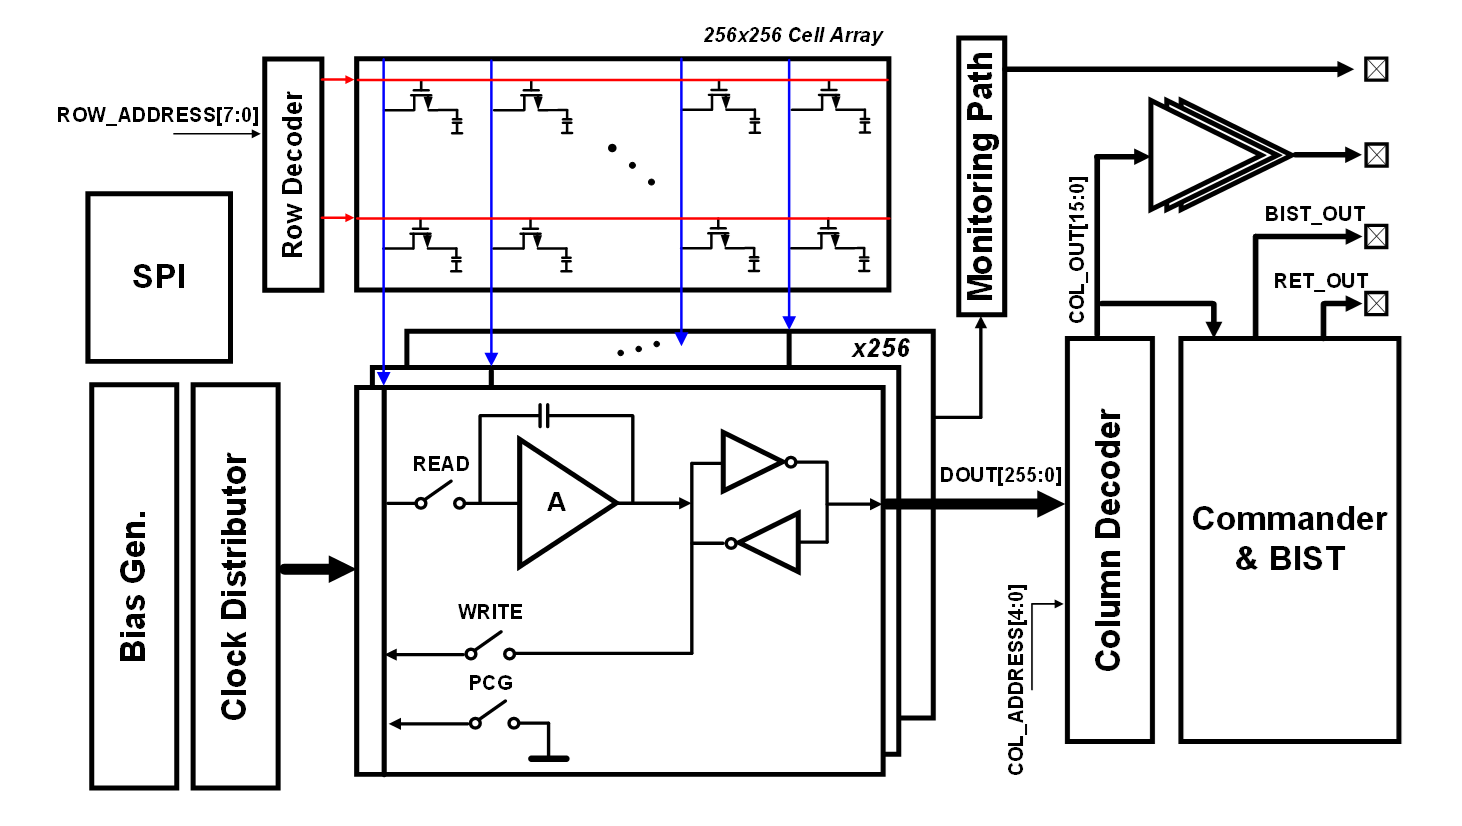 256x256 Cell Array
ROW_ADDRESS[7:0]
Row Decoder
Monitoring Path
SPI
COL_OUT[15:0]
BIST_OUT
RET_OUT
x256
READ
A
DOUT[255:0]
WRITE
PCG
Bias Gen.
Clock Distributor
COL_ADDRESS[4:0]
Column Decoder
Commander
& BIST